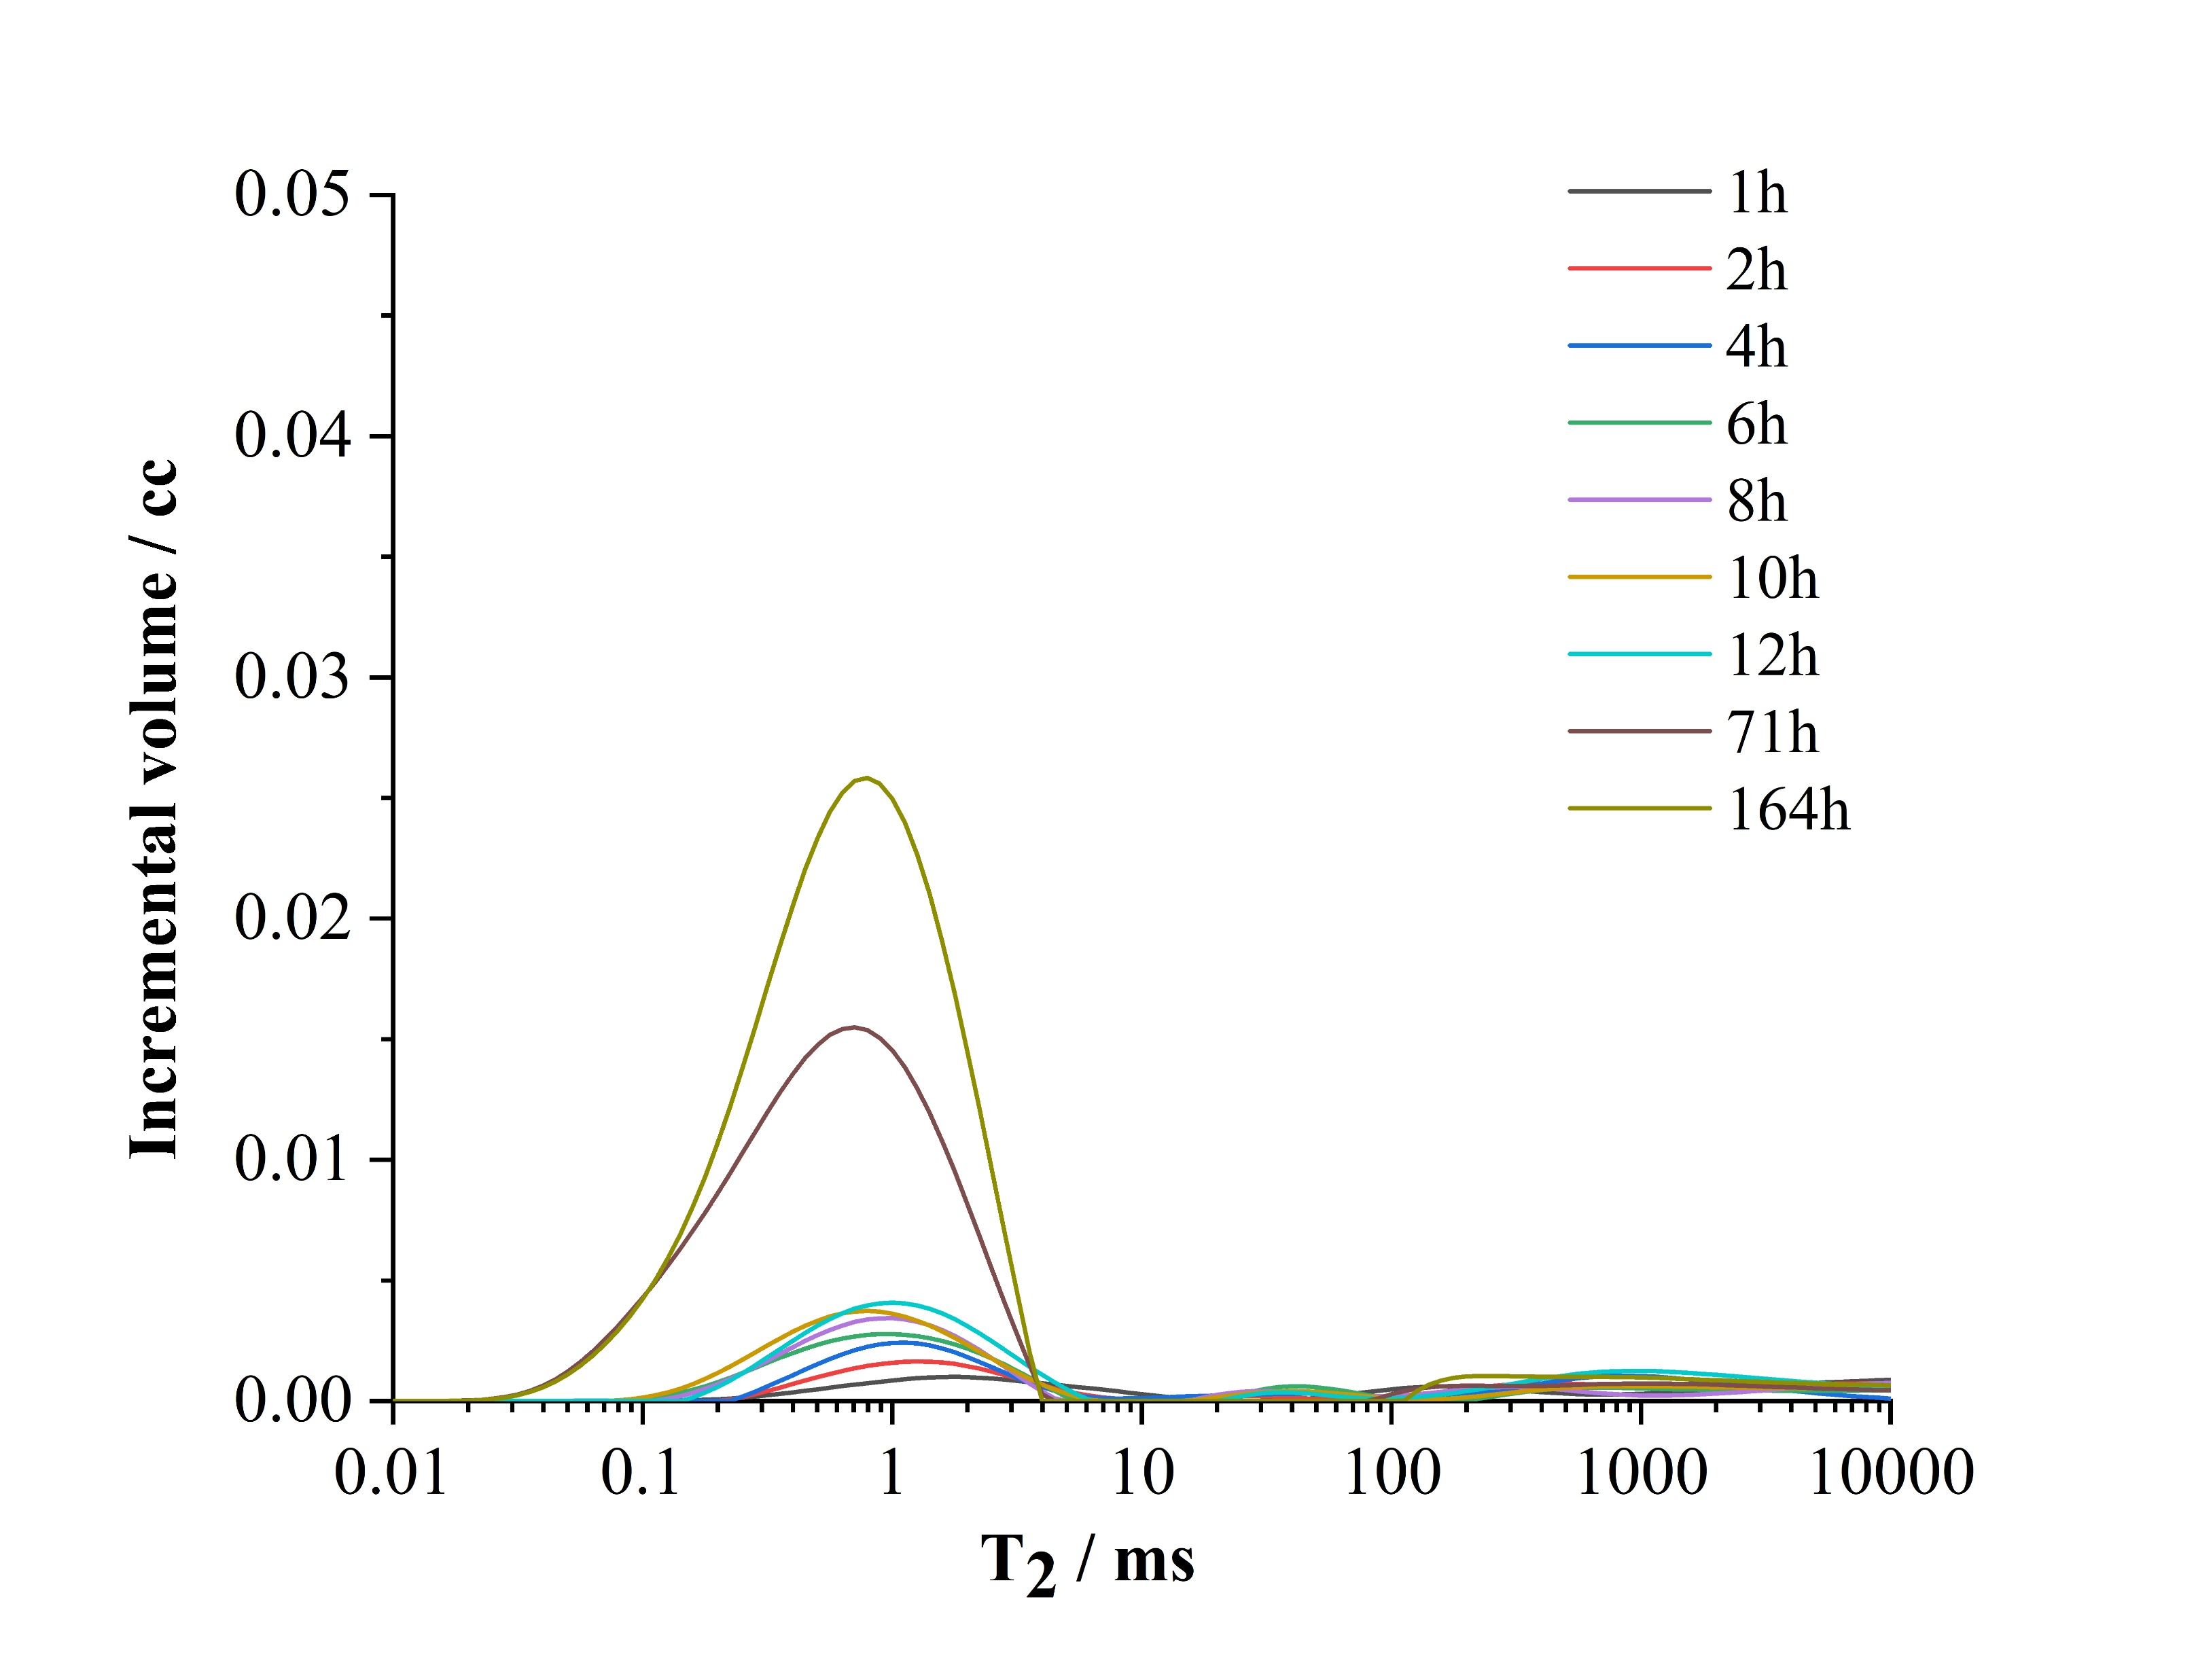 0.05
0.04
0.03
0.02
0.01
0.00
Incremental volume / cc
0.01 0.1 1 10 100 1000 10000
T₂ / ms
1h
2h
4h
6h
8h
10h
12h
71h
164h